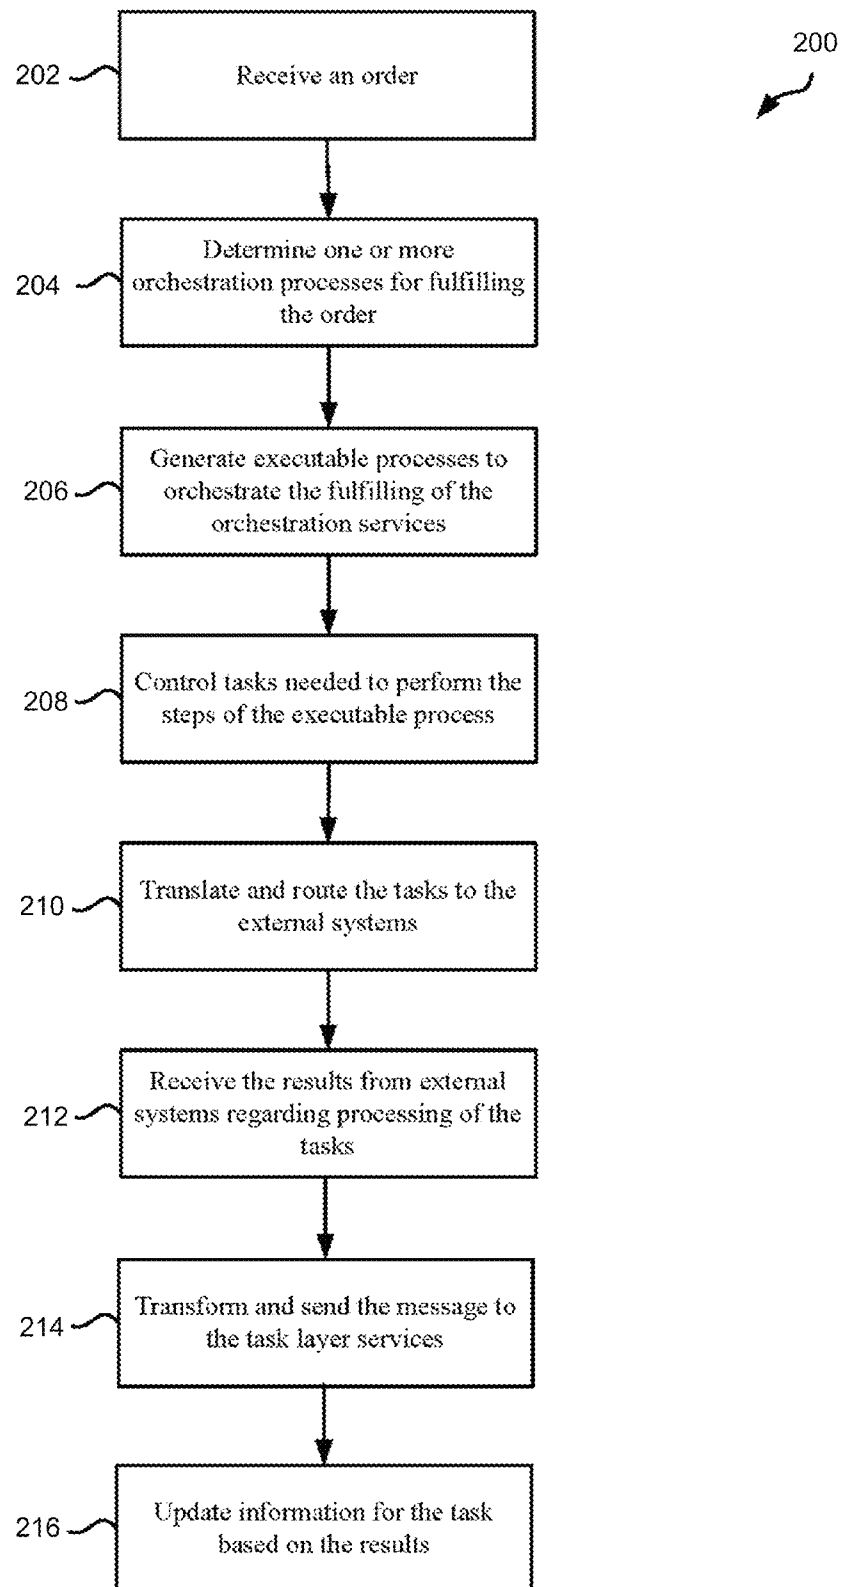 200
202
Receive an order
204
Determine one or more
orchestration processes for fulfilling
the order
206
Generate executable processes to
orchestrate the fulfilling of the
orchestration services
208
Control tasks needed to perform the
steps of the executable process
210
Translate and route the tasks to the
external systems
212
Receive the results from external
systems regarding processing of the
tasks
214
Transform and send the message to
the task layer services
216
Update information for the task
based on the results